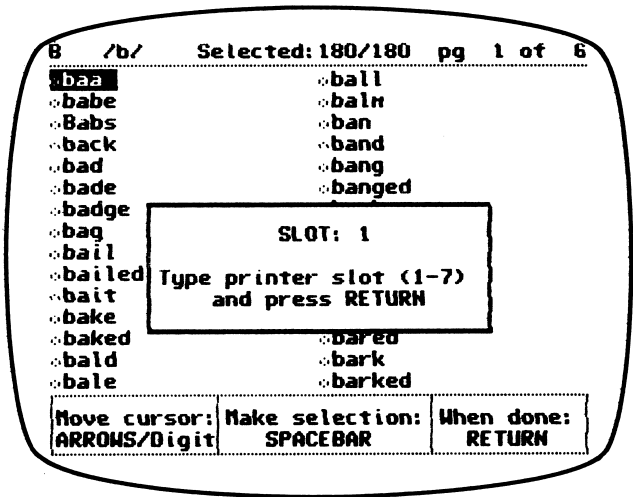 B /b/ Selected:180/180 pg 1 of 6
baa
babe
Babs
back
bad
bade
badge
bag
bail
bailed
bait
bake
baked
bald
bale
ball
balm
ban
band
bang
banged
SLOT: 1
Type printer slot (1-7)
and press RETURN
bared
bark
barked
Move cursor:
ARROWS/Digit
Make selection:
SPACEBAR
When done:
RETURN